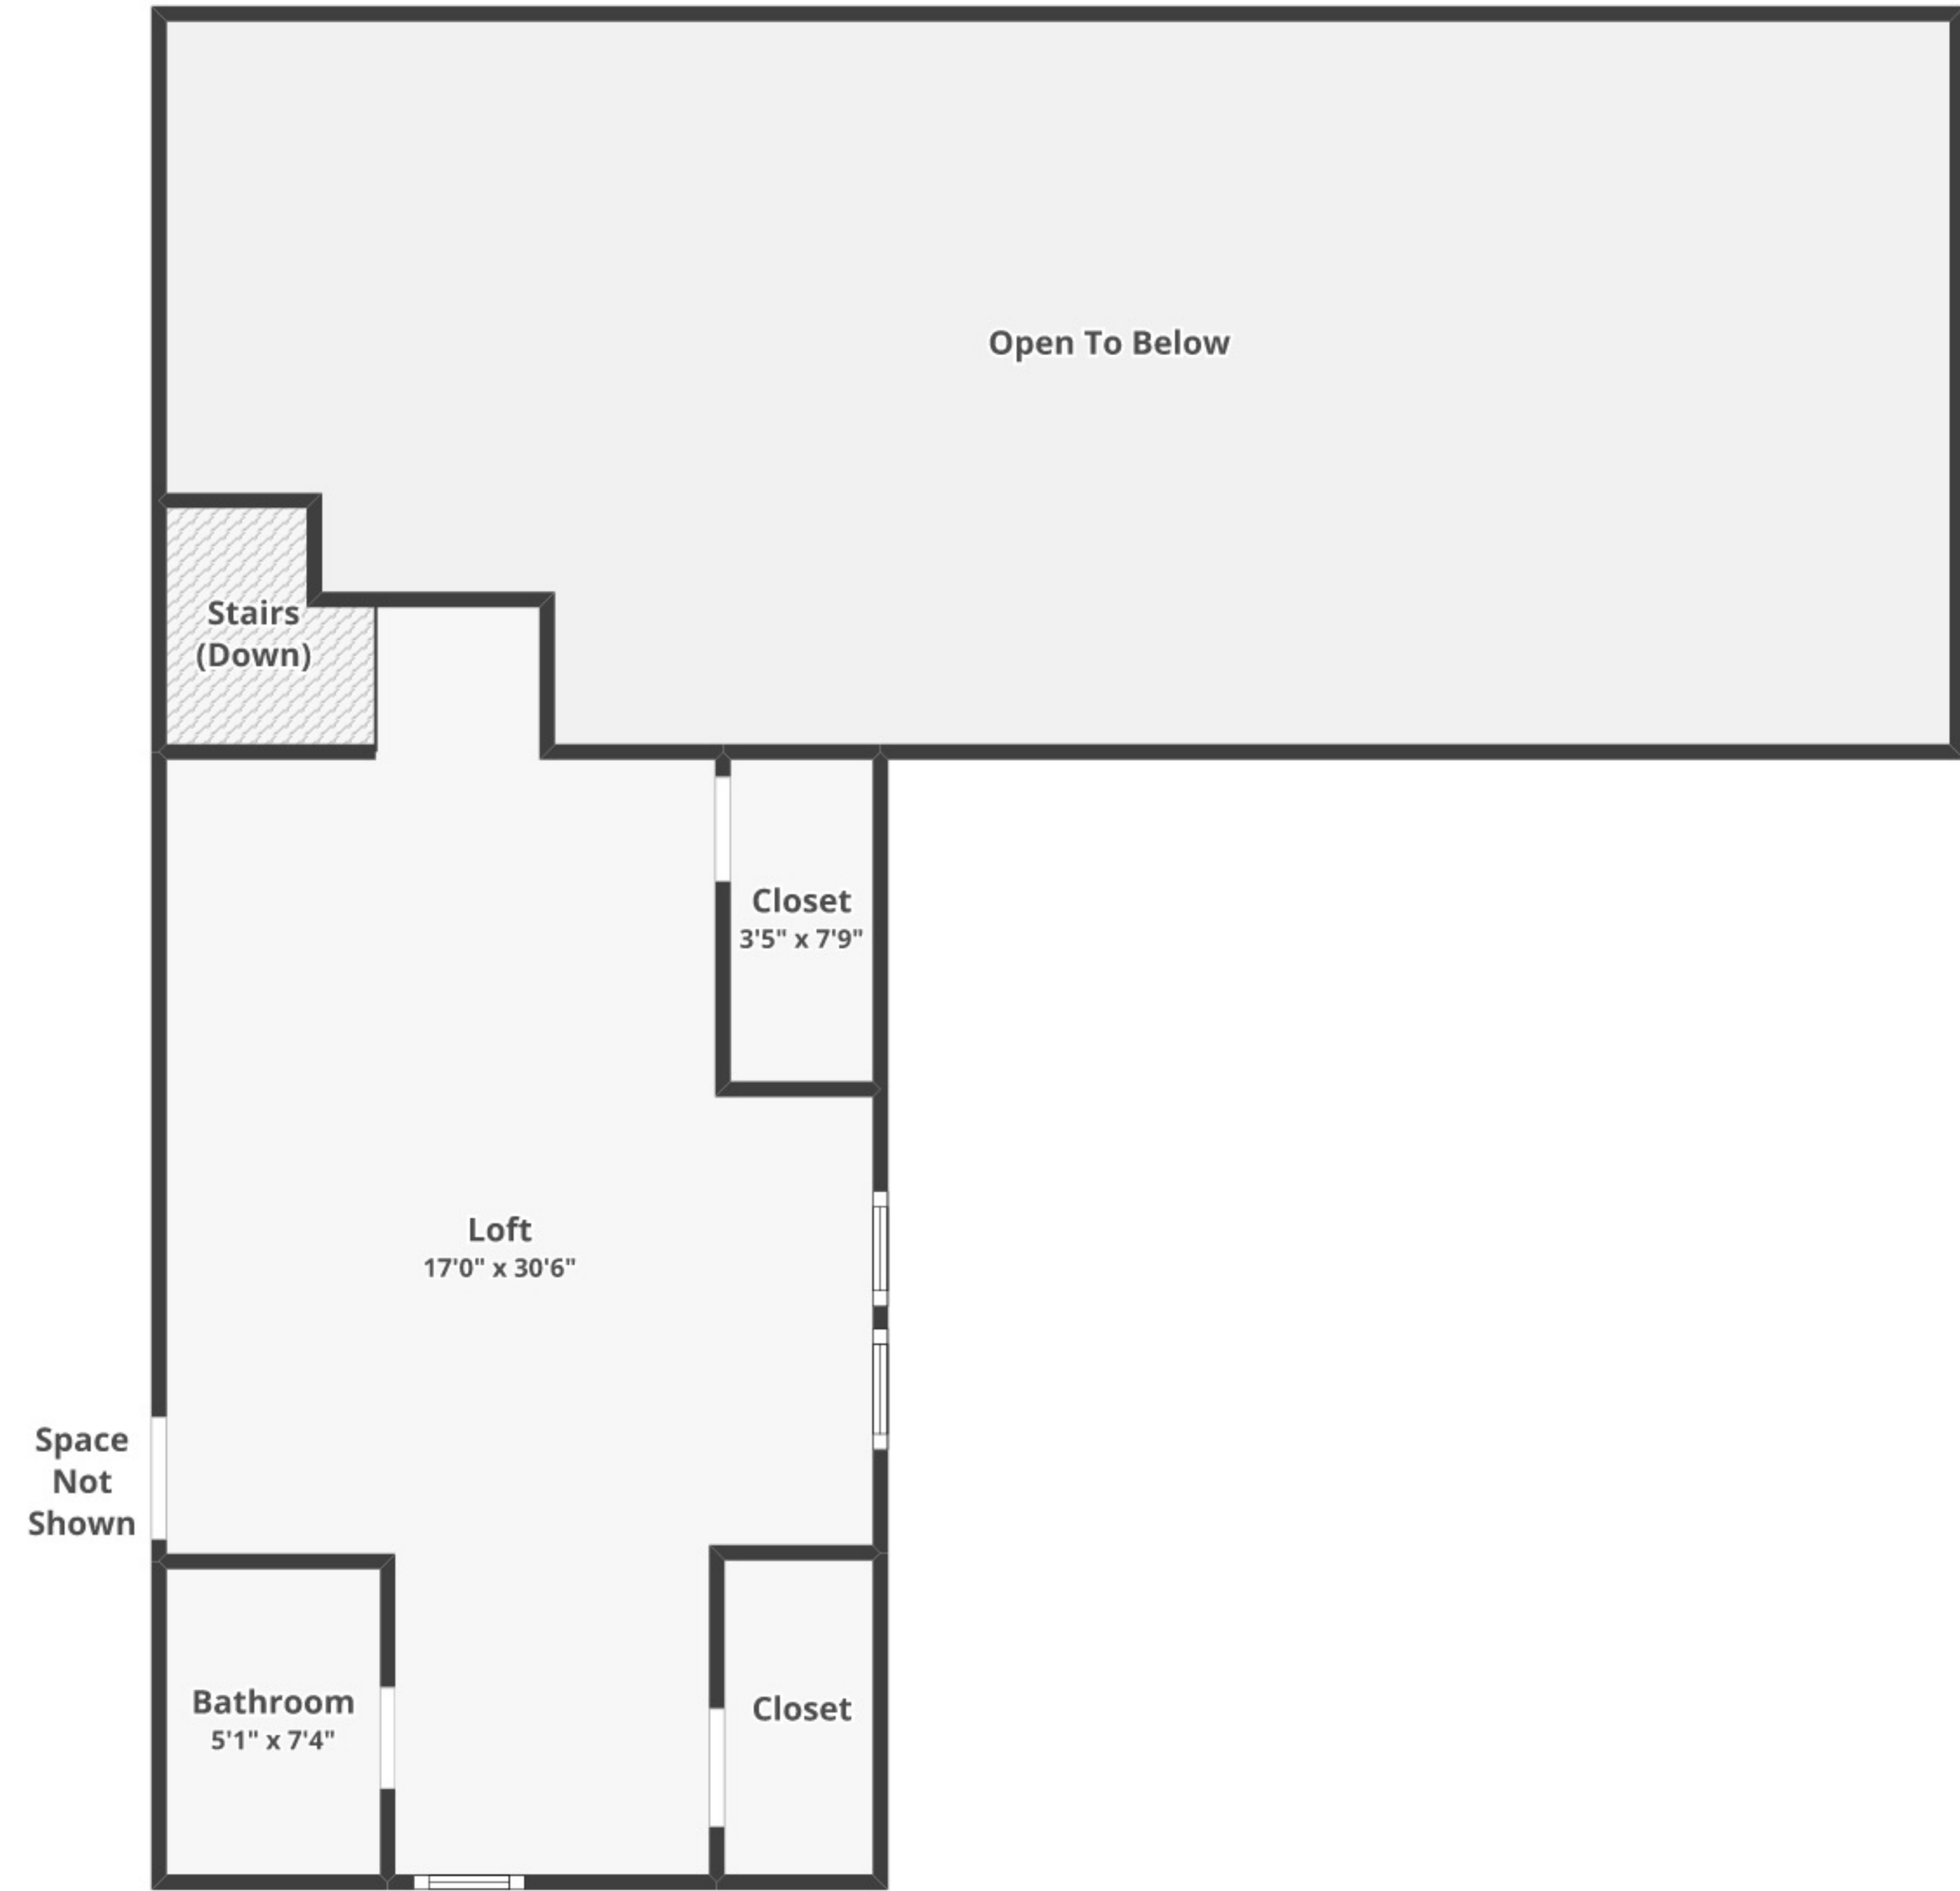 Open To Below
Stairs
(Down)
Closet
3'5" x 7'9"
Loft
17'0" x 30'6"
Space
Not
Shown
Bathroom
5'1" x 7'4"
Closet